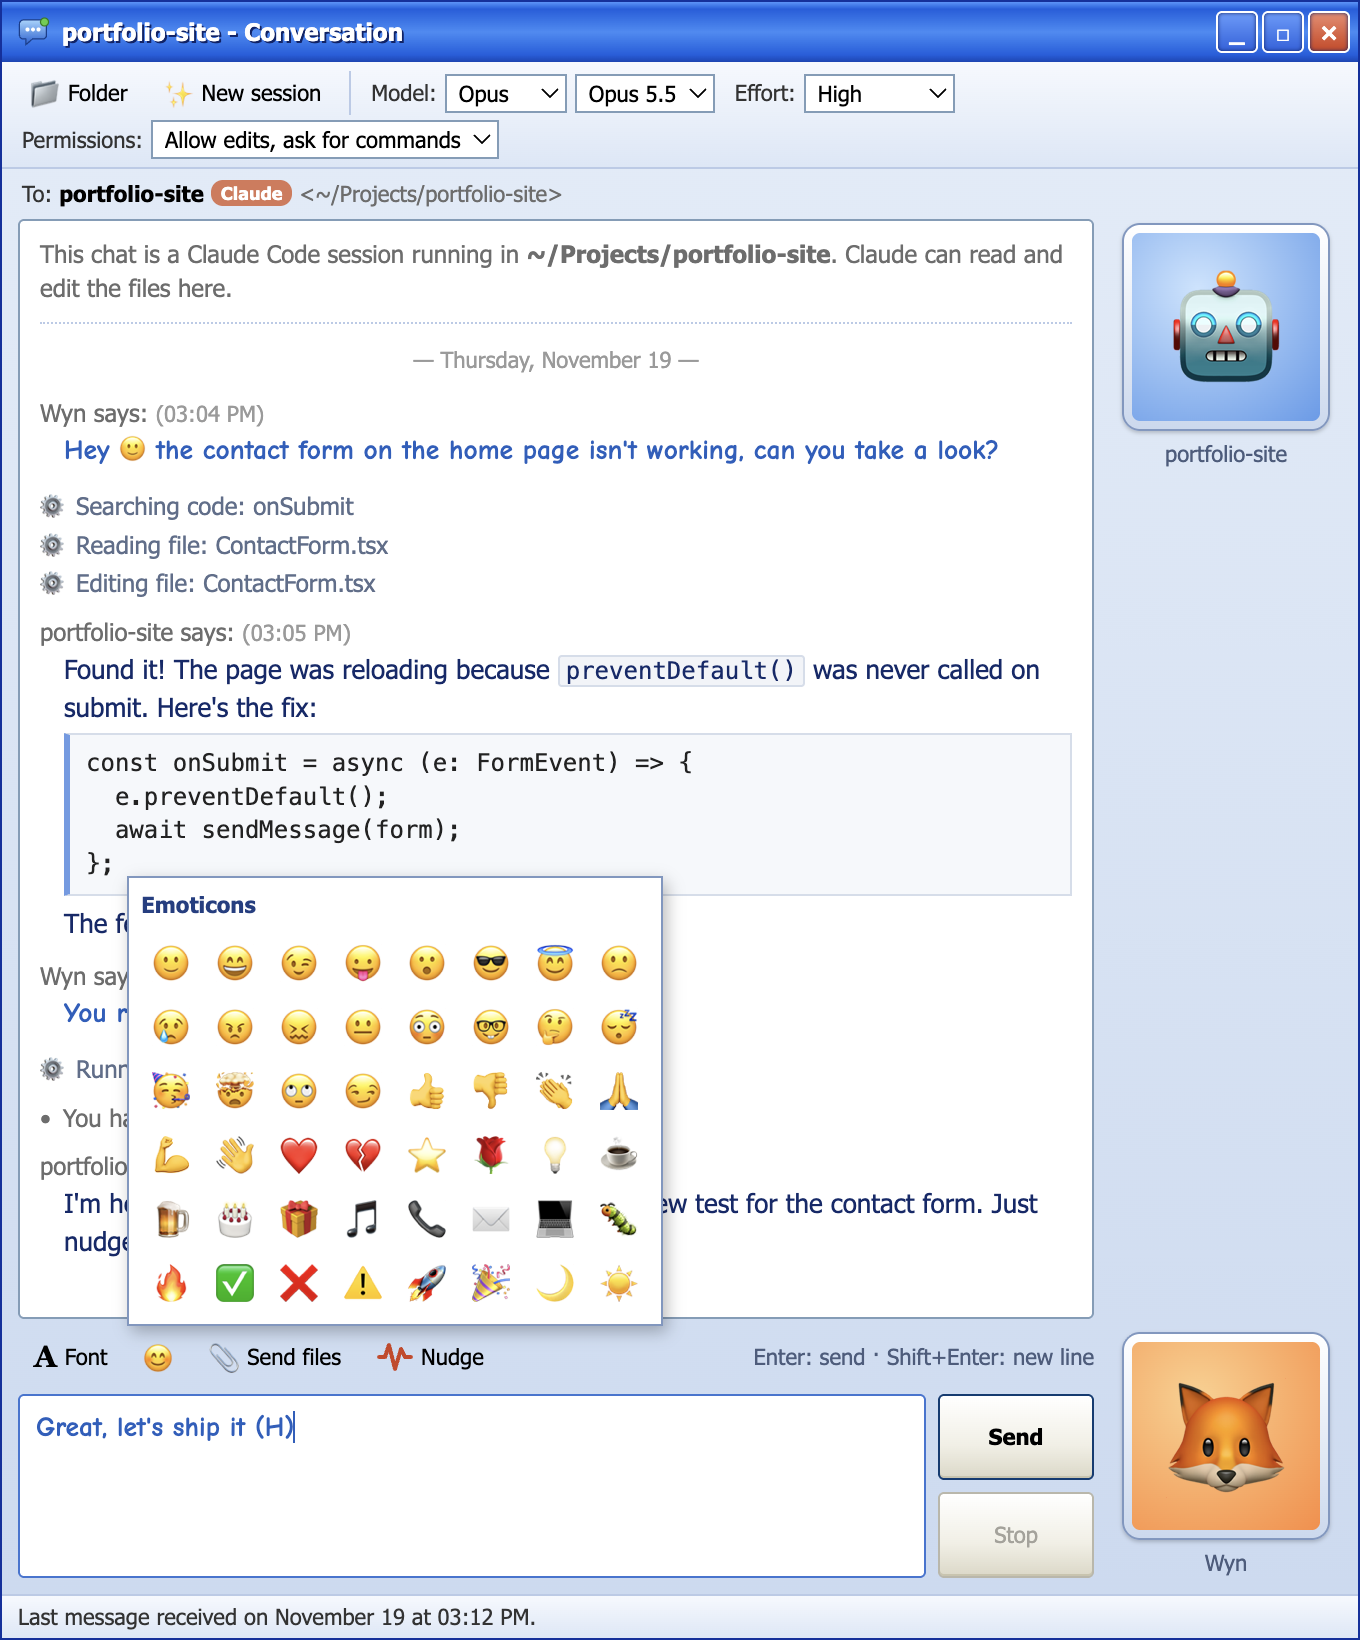 portfolio-site - Conversation
Folder New session Model: Opus Opus 5.5 Effort: High
Permissions: Allow edits, ask for commands
To: portfolio-site Claude <~/Projects/portfolio-site>
This chat is a Claude Code session running in ~/Projects/portfolio-site. Claude can read and
edit the files here.
— Thursday, November 19 —
Wyn says: (03:04 PM)
Hey 🙂 the contact form on the home page isn't working, can you take a look?
Searching code: onSubmit
Reading file: ContactForm.tsx
Editing file: ContactForm.tsx
portfolio-site says: (03:05 PM)
Found it! The page was reloading because preventDefault() was never called on
submit. Here's the fix:
const onSubmit = async (e: FormEvent) => {
e.preventDefault();
await sendMessage(form);
};
The
Wyn
You
You
portfolio
I'm
test for the contact form. Just
nudge
Emoticons
portfolio-site
A Font Send files Nudge Enter: send · Shift+Enter: new line
Great, let's ship it (H)
Send
Stop
Wyn
Last message received on November 19 at 03:12 PM.